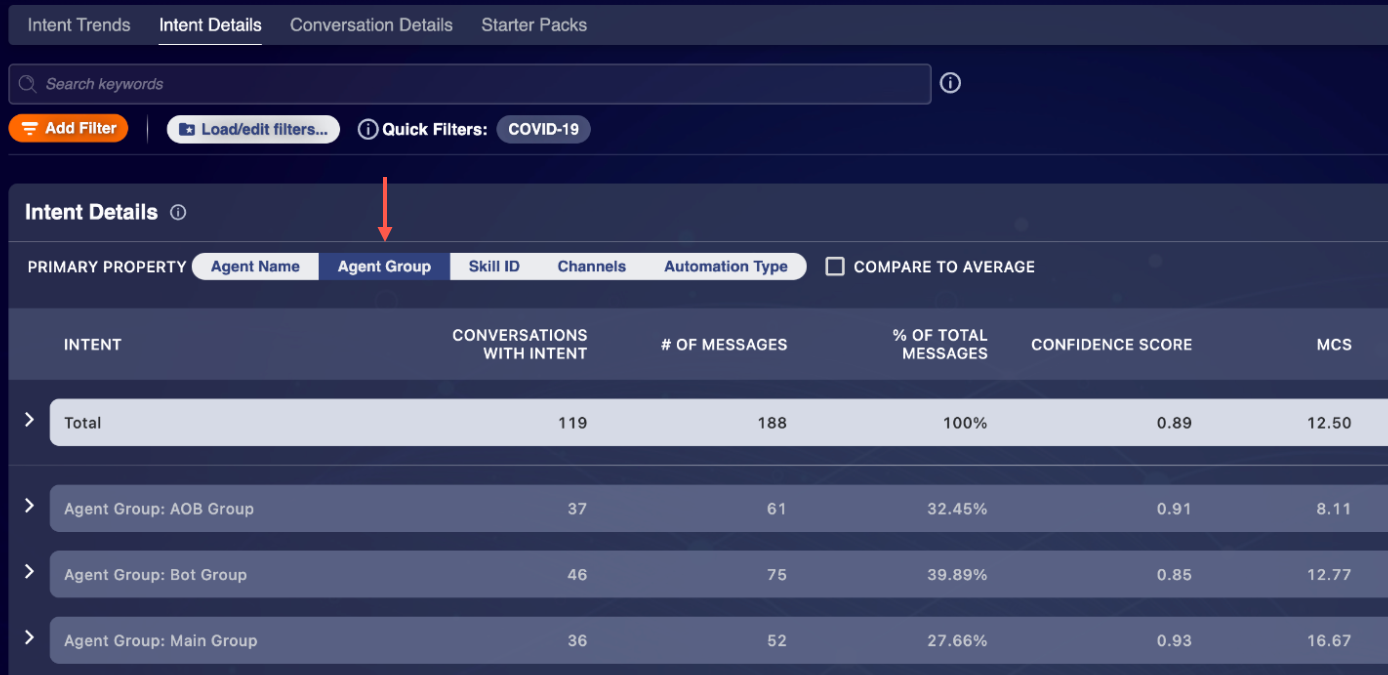 Intent Trends Intent Details Conversation Details Starter Packs
Search keywords
Add Filter Load/edit filters... Quick Filters: COVID-19
Intent Details
PRIMARY PROPERTY Agent Name Agent Group Skill ID Channels Automation Type COMPARE TO AVERAGE
INTENT CONVERSATIONS WITH INTENT # OF MESSAGES % OF TOTAL MESSAGES CONFIDENCE SCORE MCS
Total 119 188 100% 0.89 12.50
Agent Group: AOB Group 37 61 32.45% 0.91 8.11
Agent Group: Bot Group 46 75 39.89% 0.85 12.77
Agent Group: Main Group 36 52 27.66% 0.93 16.67